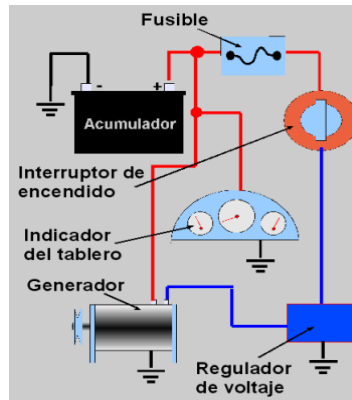 Fusible
- +
Acumulador
Interruptor de
encendido
Indicador
del tablero
Generador
Regulador
de voltaje